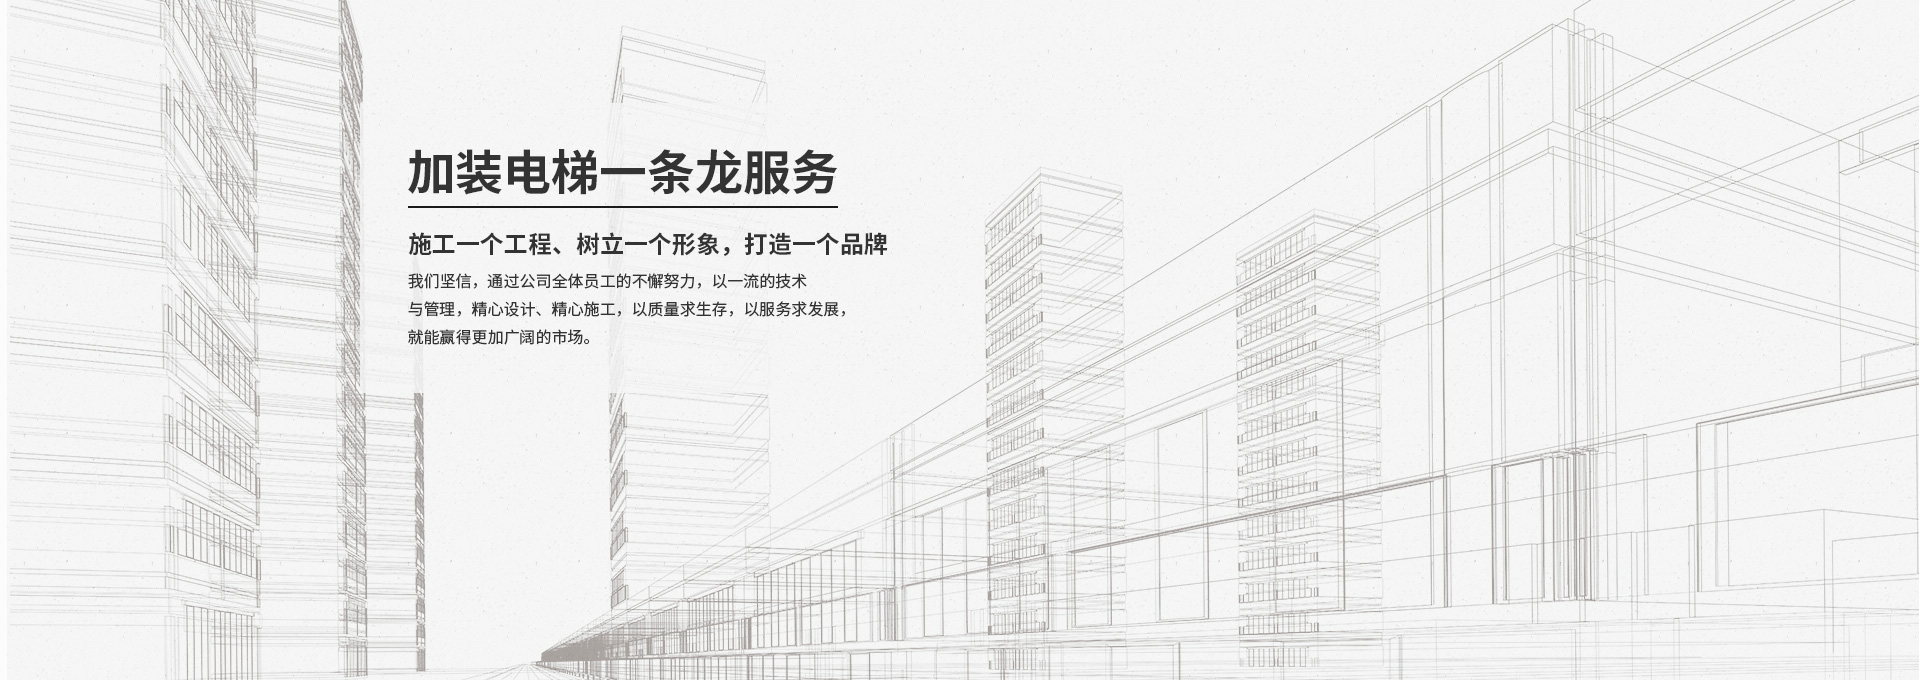 加装电梯一条龙服务
施工一个工程、树立一个形象，打造一个品牌
我们坚信，通过公司全体员工的不懈努力，以一流的技术
与管理，精心设计、精心施工，以质量求生存，以服务求发展，
就能赢得更加广阔的市场。